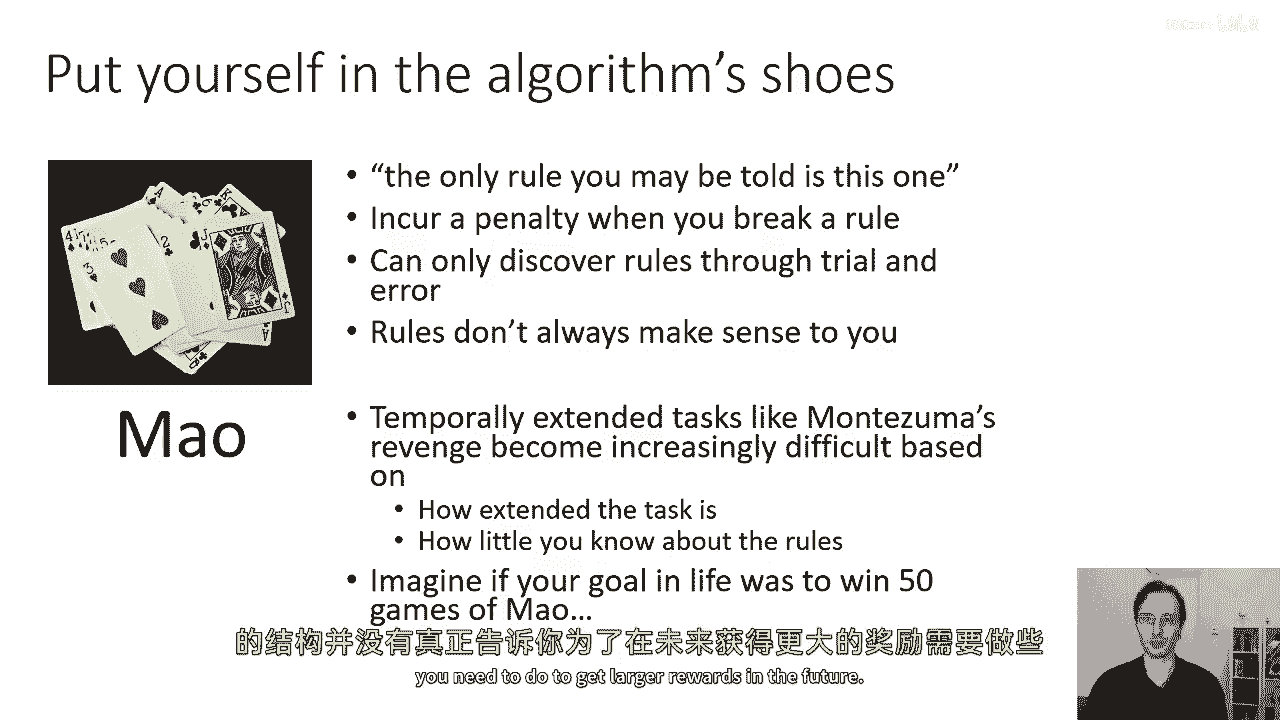 Put yourself in the algorithm's shoes
• “the only rule you may be told is this one”
• Incur a penalty when you break a rule
• Can only discover rules through trial and
error
• Rules don't always make sense to you
Mao
• Temporally extended tasks like Montezuma's
revenge become increasingly difficult based
on
• How extended the task is
• How little you know about the rules
• Imagine if your goal in life was to win 50
games of Mao…
的结构并没有真正告诉你为了在未来获得更大的奖励需要做些
you need to do to get larger rewards in the future.